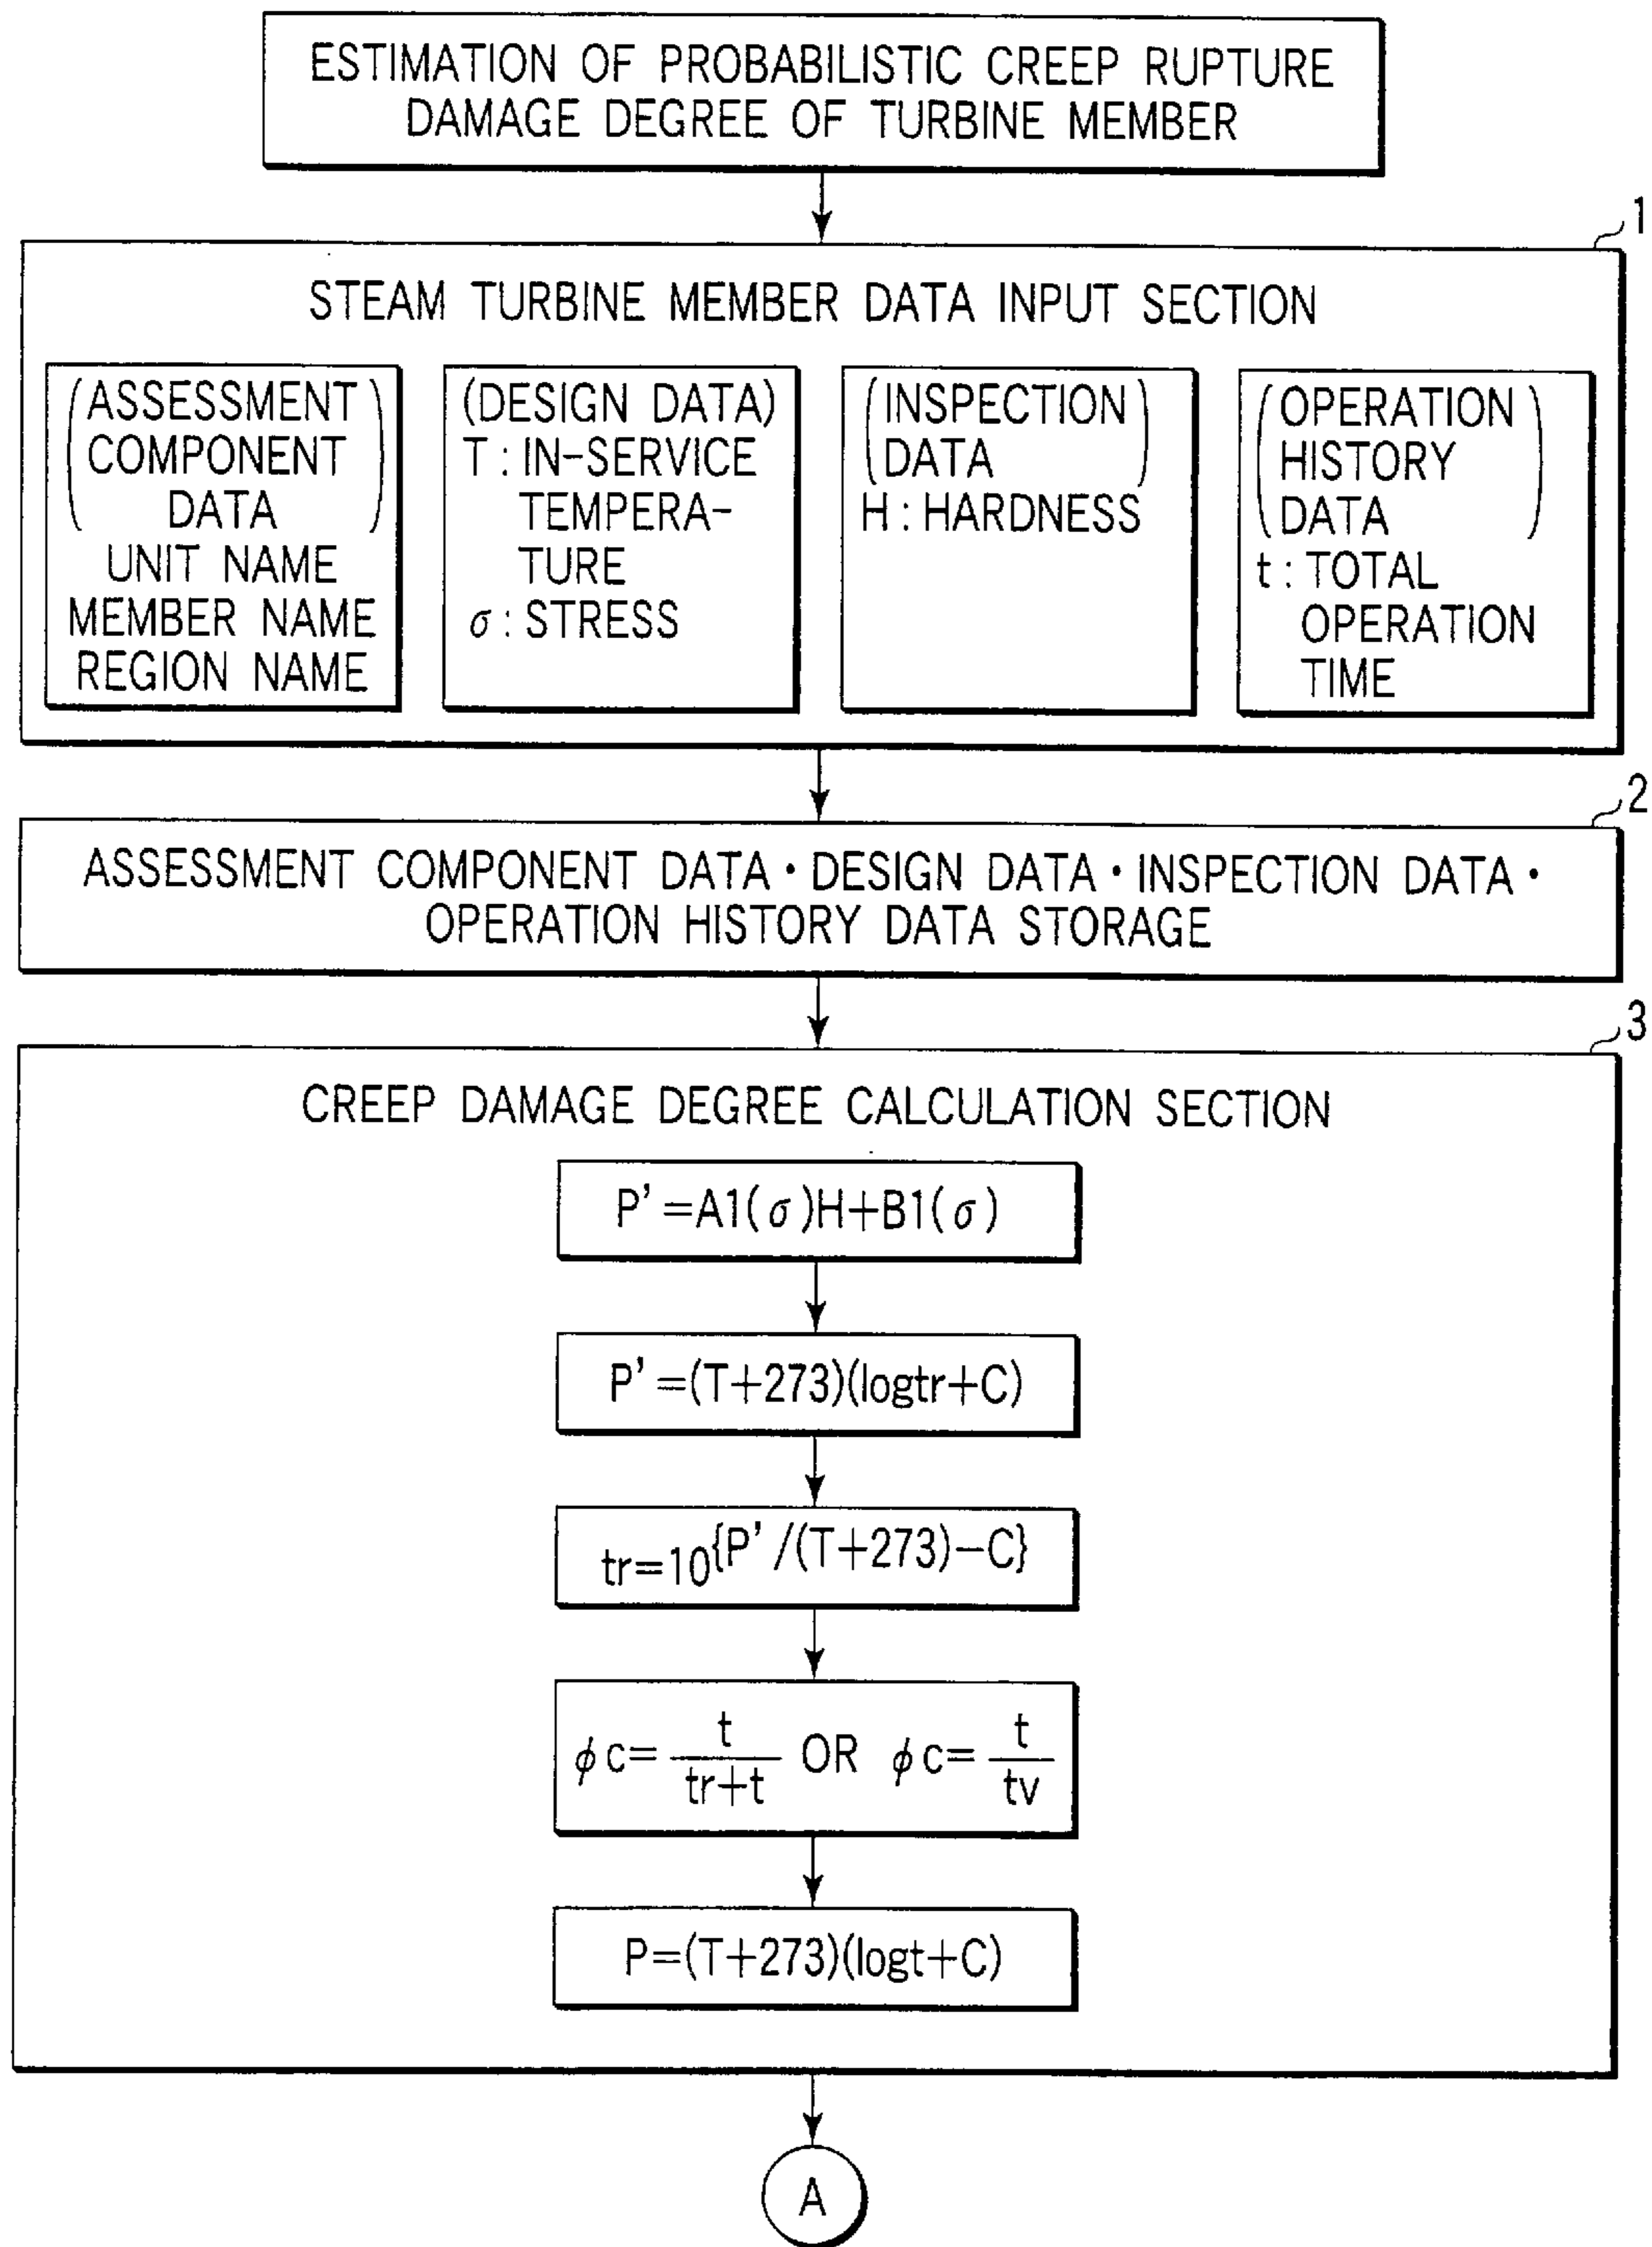 ESTIMATION OF PROBABILISTIC CREEP RUPTURE
DAMAGE DEGREE OF TURBINE MEMBER
1
STEAM TURBINE MEMBER DATA INPUT SECTION
(ASSESSMENT
COMPONENT
DATA)
UNIT NAME
MEMBER NAME
REGION NAME
(DESIGN DATA)
T : IN-SERVICE
TEMPERA-
TURE
σ : STRESS
(INSPECTION
DATA)
H : HARDNESS
(OPERATION
HISTORY
DATA)
t : TOTAL
OPERATION
TIME
2
ASSESSMENT COMPONENT DATA・DESIGN DATA・INSPECTION DATA・
OPERATION HISTORY DATA STORAGE
3
CREEP DAMAGE DEGREE CALCULATION SECTION
P'=A1(σ)H+B1(σ)
P'=(T+273)(logtr+C)
tr=10{P'/(T+273)-C}
φc=t/(tr+t) OR φc=t/tv
P=(T+273)(logt+C)
A